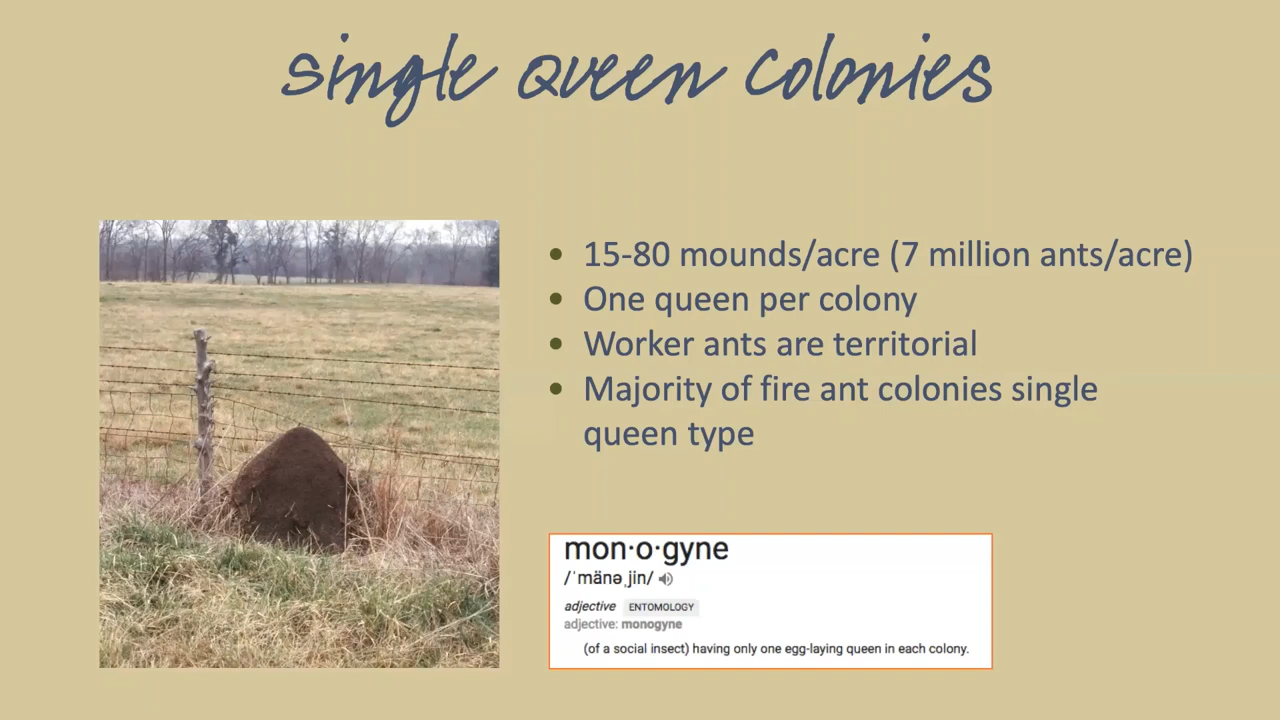 Single Queen Colonies
• 15-80 mounds/acre (7 million ants/acre)
• One queen per colony
• Worker ants are territorial
• Majority of fire ant colonies single
queen type
mon·o·gyne
/ˈmänəˌjin/
adjective ENTOMOLOGY
adjective: monogyne
(of a social insect) having only one egg-laying queen in each colony.